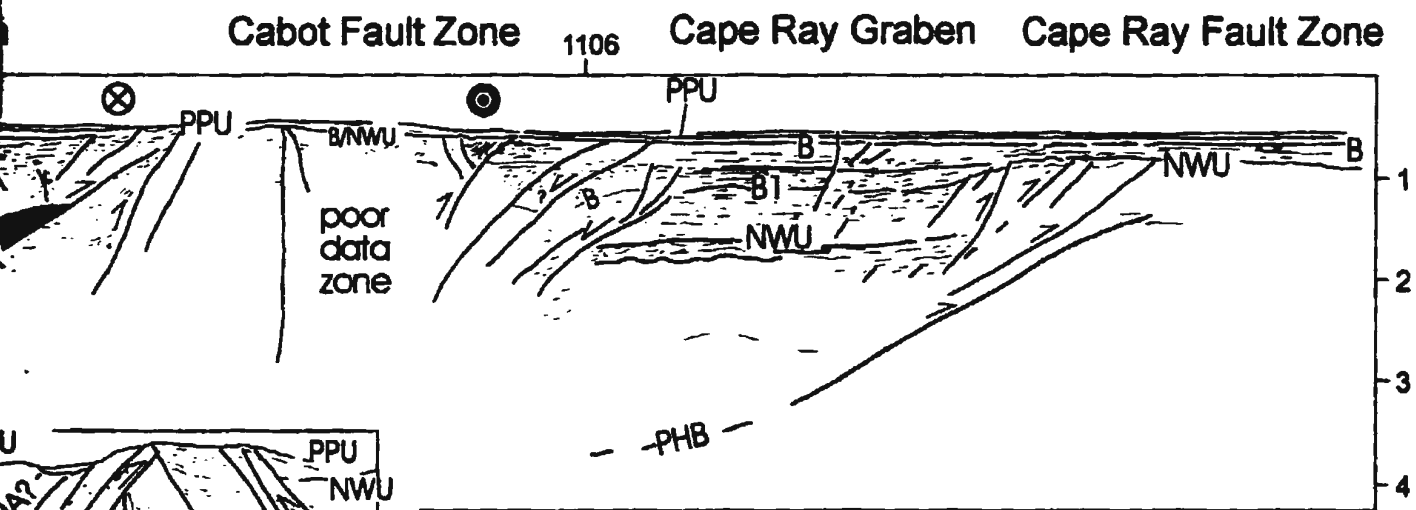 Cabot Fault Zone
1106
Cape Ray Graben
Cape Ray Fault Zone
PPU
PPU
B/NWU
B
B
NWU
1
B1
?
B
poor
data
zone
NWU
2
3
PHB
U
PPU
NWU
A?
4